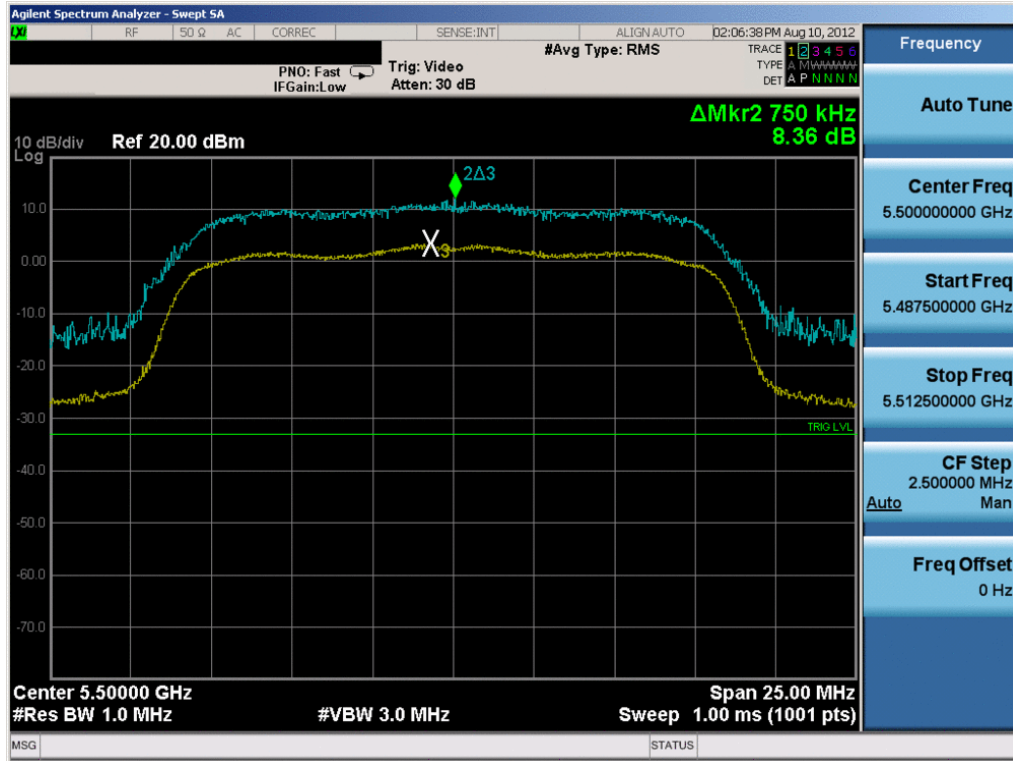 Agilent Spectrum Analyzer - Swept SA
LXI RF 50 Ω AC CORREC SENSE:INT ALIGN AUTO 02:06:38 PM Aug 10, 2012
#Avg Type: RMS
TRACE 1 2 3 4 5 6
PNO: Fast Trig: Video
TYPE A M W W W W
IFGain:Low Atten: 30 dB
DET A P N N N N
ΔMkr2 750 kHz
8.36 dB
10 dB/div Ref 20.00 dBm
Log
2Δ3
10.0
3
0.00
-10.0
-20.0
-30.0
TRIG LVL
-40.0
-50.0
-60.0
-70.0
Center 5.50000 GHz Span 25.00 MHz
#Res BW 1.0 MHz #VBW 3.0 MHz Sweep 1.00 ms (1001 pts)
MSG STATUS
Frequency
Auto Tune
Center Freq
5.500000000 GHz
Start Freq
5.487500000 GHz
Stop Freq
5.512500000 GHz
CF Step
2.500000 MHz
Auto Man
Freq Offset
0 Hz